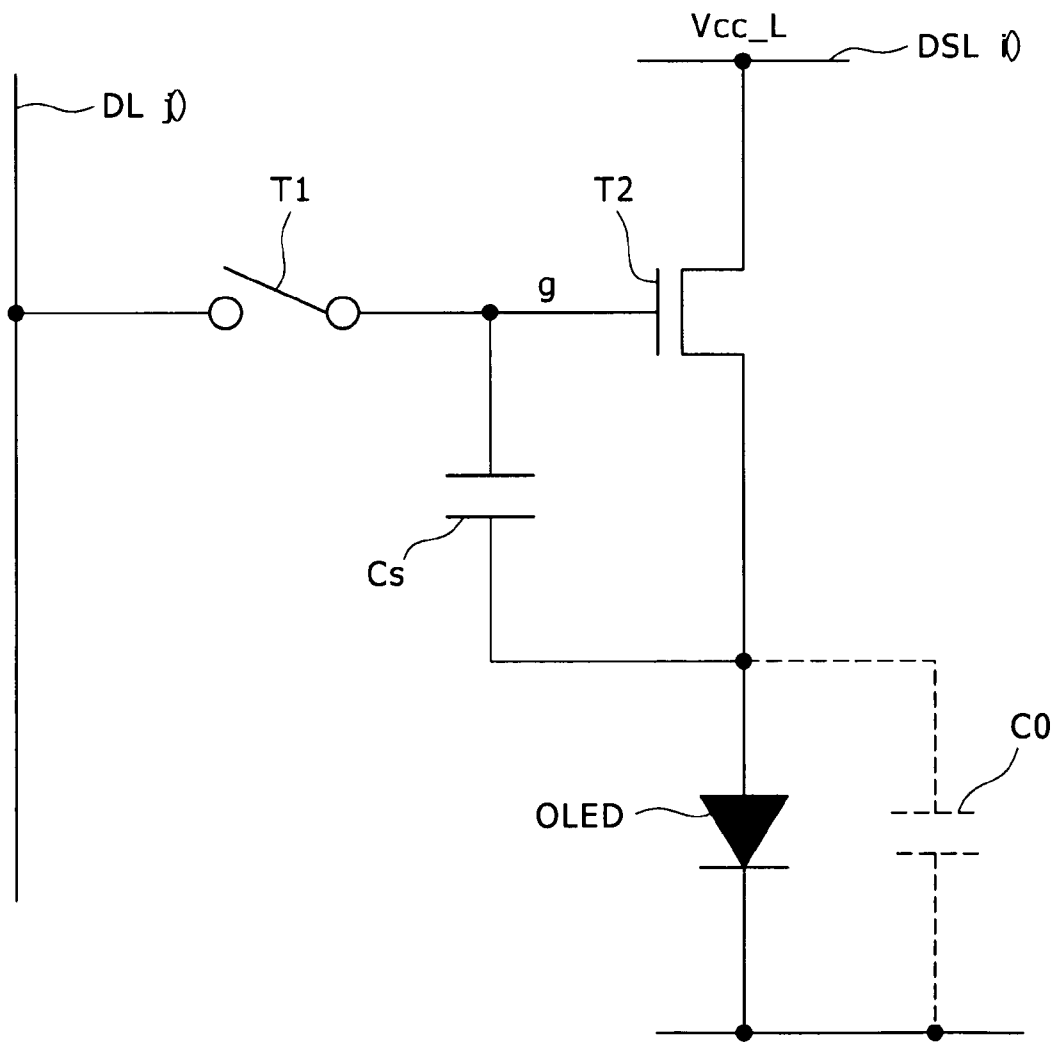 Vcc_L
DSL i()
DL j()
T1
T2
g
Cs
C0
OLED